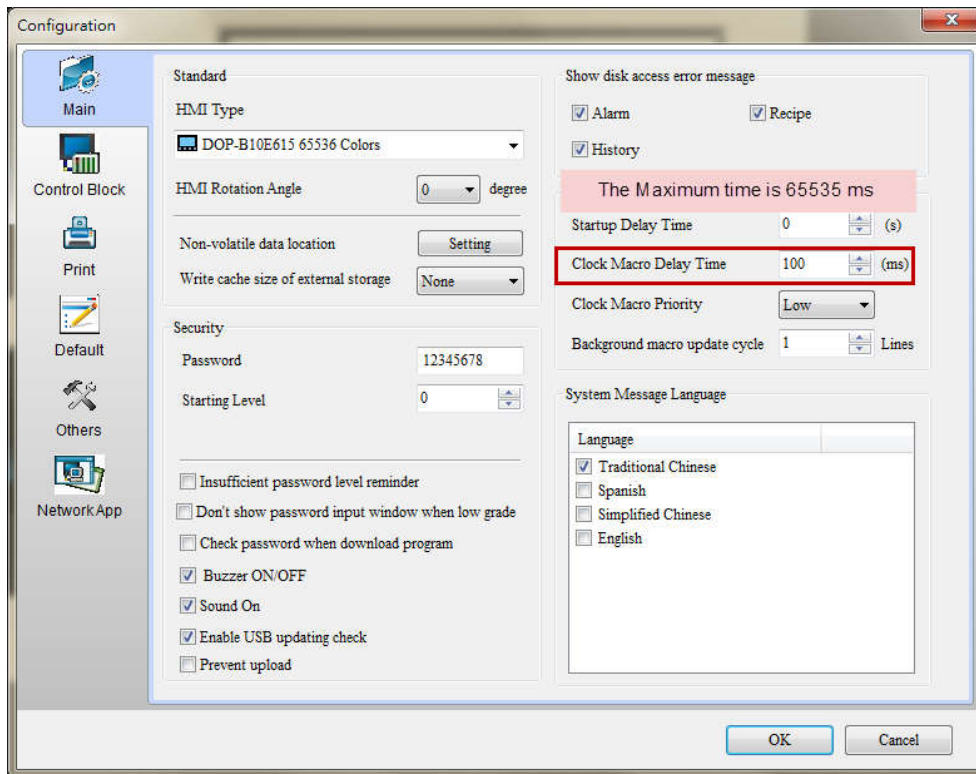 Configuration
Main
Control Block
Print
Default
Others
Network App
Standard
HMI Type
DOP-B10E615 65536 Colors
HMI Rotation Angle 0 degree
Non-volatile data location Setting
Write cache size of external storage None
Security
Password 12345678
Starting Level 0
Insufficient password level reminder
Don't show password input window when low grade
Check password when download program
Buzzer ON/OFF
Sound On
Enable USB updating check
Prevent upload
Show disk access error message
Alarm Recipe
History
The Maximum time is 65535 ms
Startup Delay Time 0 (s)
Clock Macro Delay Time 100 (ms)
Clock Macro Priority Low
Background macro update cycle 1 Lines
System Message Language
Language
Traditional Chinese
Spanish
Simplified Chinese
English
OK Cancel